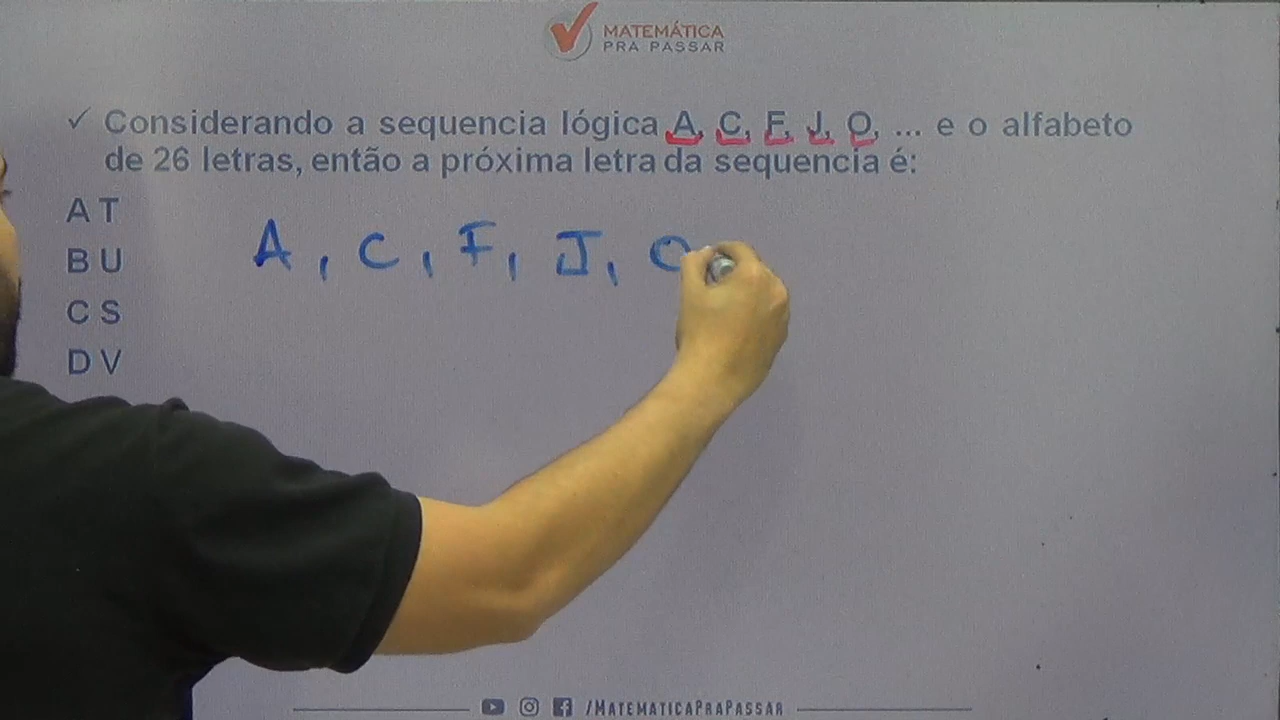 MATEMÁTICA
PRA PASSAR
✓ Considerando a sequencia lógica A, C, F, J, O, ... e o alfabeto
de 26 letras, então a próxima letra da sequencia é:
A T
B U
C S
D V
A, C, F, J, O
/MATEMATICAPRAPASSAR